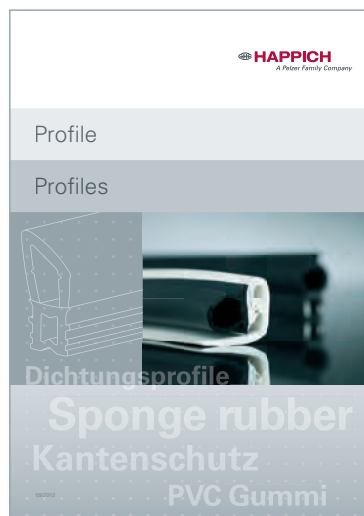 HAPPICH
A Pelzer Family Company
Profile
Profiles
Dichtungsprofile
Sponge rubber
Kantenschutz
PVC Gummi